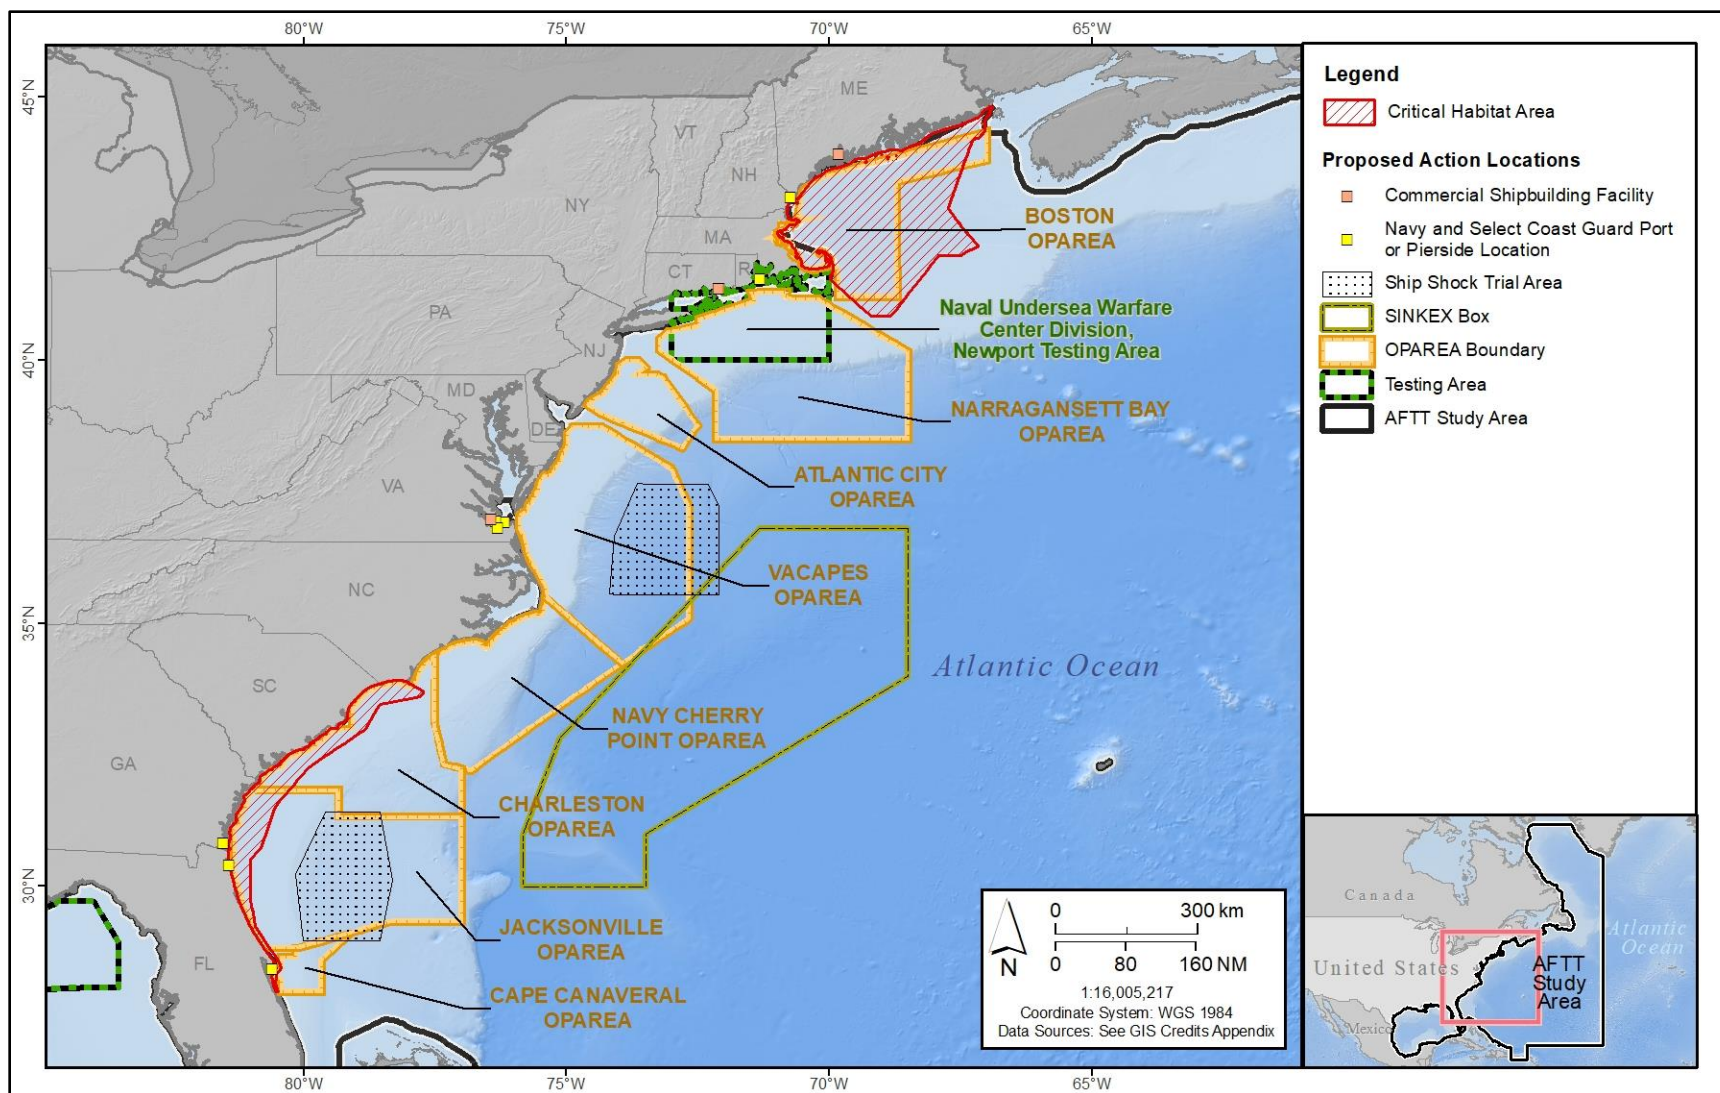 80°W
75°W
70°W
65°W
45°N
40°N
35°N
30°N
ME
VT
NH
NY
MA
CT
R
PA
NJ
MD
DE
VA
NC
SC
GA
FL
BOSTON
OPAREA
Naval Undersea Warfare
Center Division,
Newport Testing Area
NARRAGANSETT BAY
OPAREA
ATLANTIC CITY
OPAREA
VACAPES
OPAREA
Atlantic Ocean
NAVY CHERRY
POINT OPAREA
CHARLESTON
OPAREA
JACKSONVILLE
OPAREA
CAPE CANAVERAL
OPAREA
N
0 300 km
0 80 160 NM
1:16,005,217
Coordinate System: WGS 1984
Data Sources: See GIS Credits Appendix
80°W
75°W
70°W
65°W
Legend
Critical Habitat Area
Proposed Action Locations
Commercial Shipbuilding Facility
Navy and Select Coast Guard Port
or Pierside Location
Ship Shock Trial Area
SINKEX Box
OPAREA Boundary
Testing Area
AFTT Study Area
Canada
United States
Mexico
Atlantic
Ocean
AFTT
Study
Area